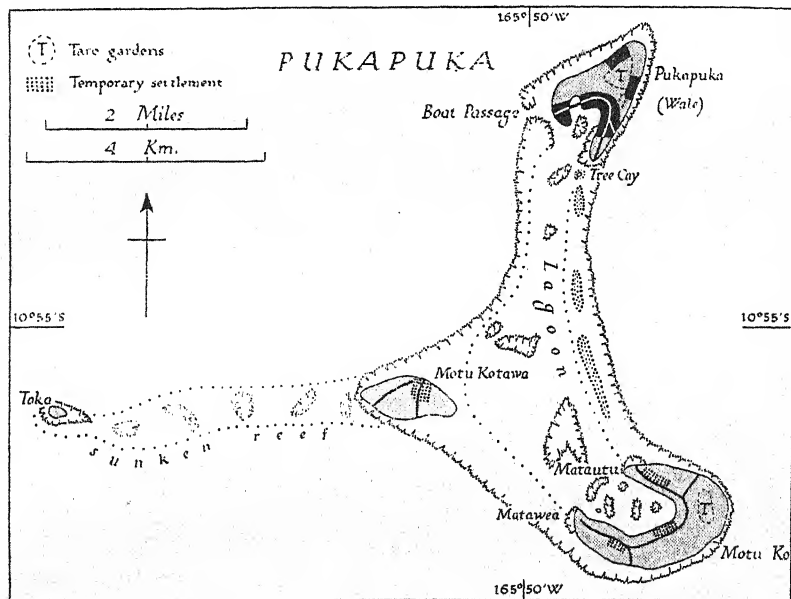 165° 50'W
T Taro gardens
Temporary settlement
PUKAPUKA
2 Miles
4 Km.
Pukapuka
(Wale)
T
Boat Passage
Tree Cay
Lagoon
10°55'S
10°55'S
Motu Kotawa
Toko
sunken reef
Matautu
T
Matawea
Motu Ko
165°50'W